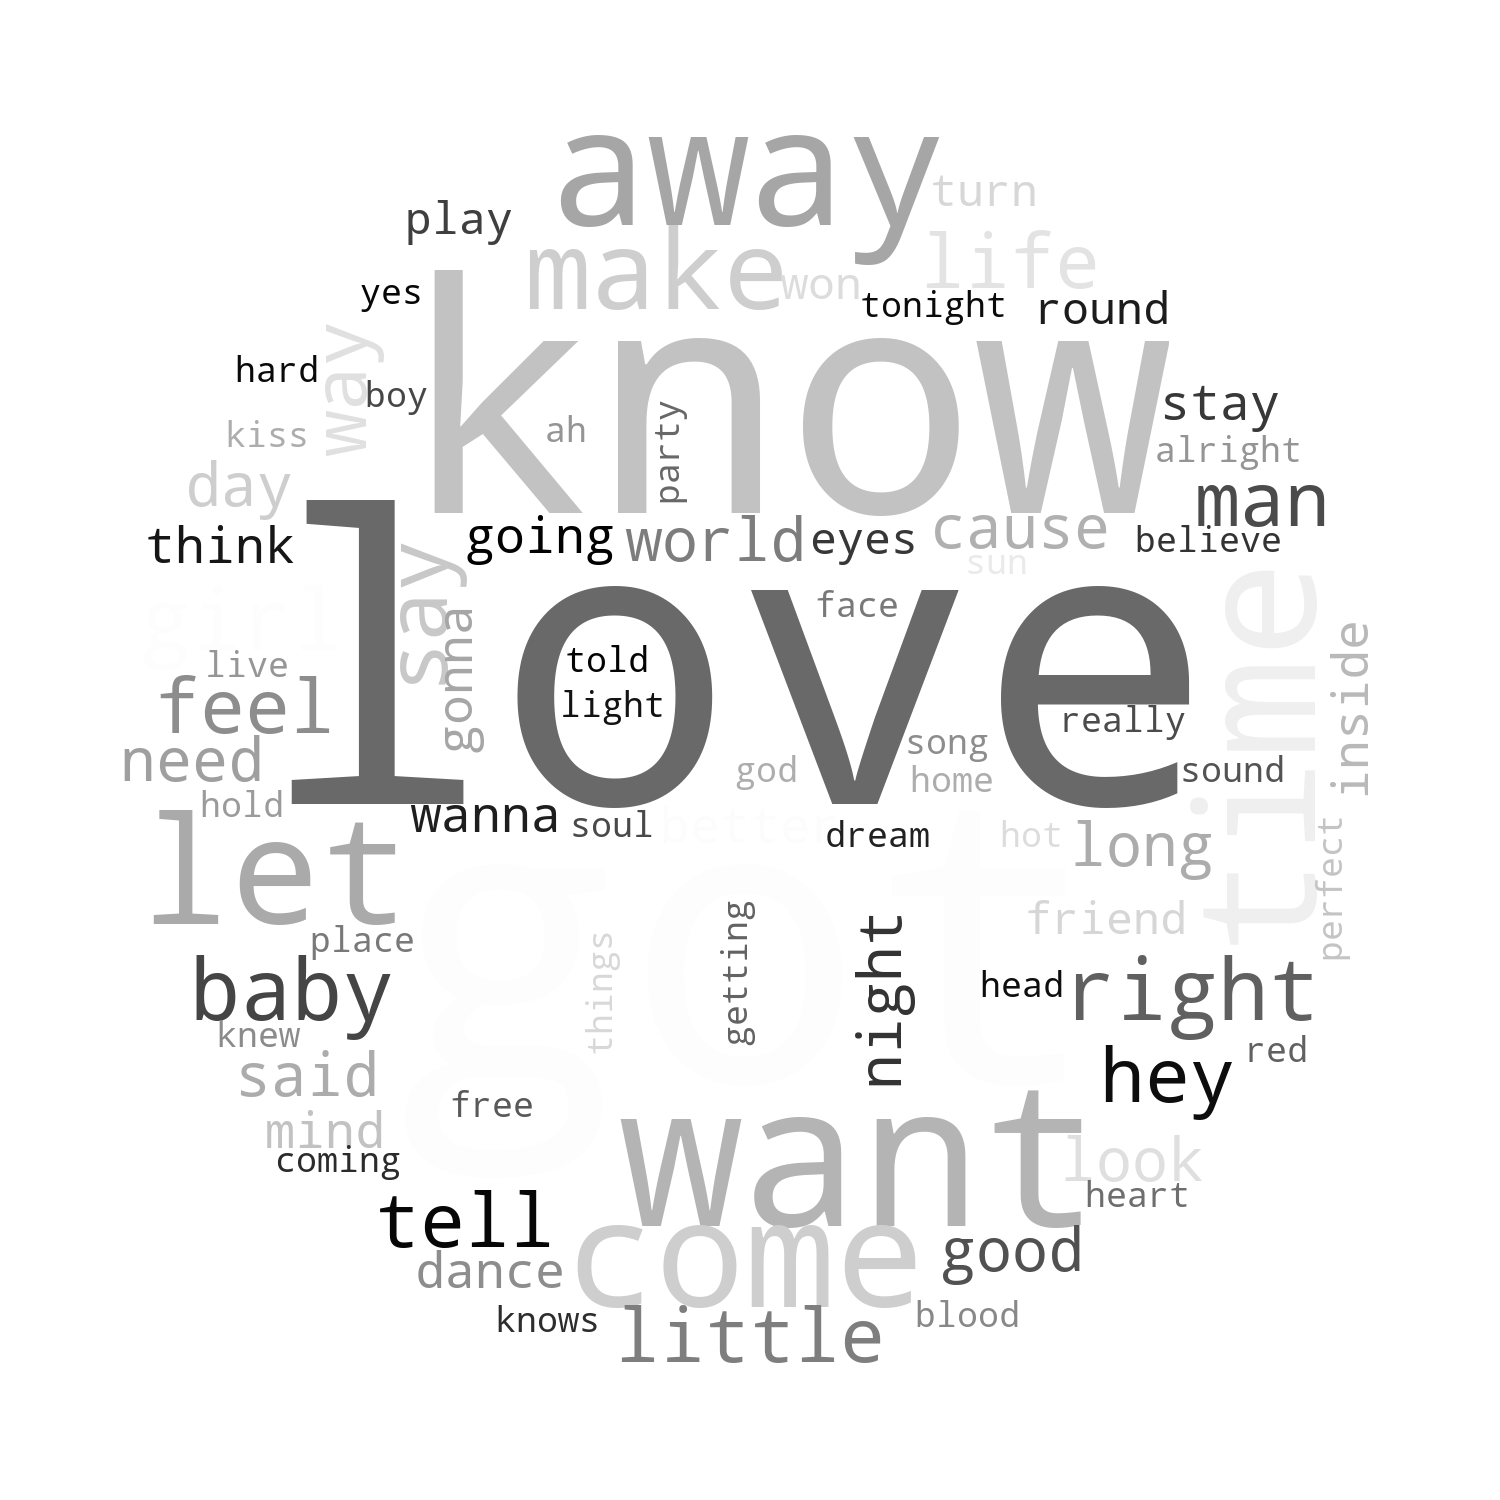 away
turn
play
make
life
won
yes
tonight
round
know
way
hard
boy
stay
kiss
ah
party
alright
day
man
think
going
world
eyes
cause
believe
sun
love
say
girl
gonna
face
time
told
live
inside
feel
light
really
need
song
god
home
sound
hold
let
wanna
soul
better
dream
hot
long
perfect
got
friend
place
things
getting
night
baby
head
right
knew
red
said
hey
free
mind
want
coming
look
heart
tell
come
good
dance
knows
little
blood